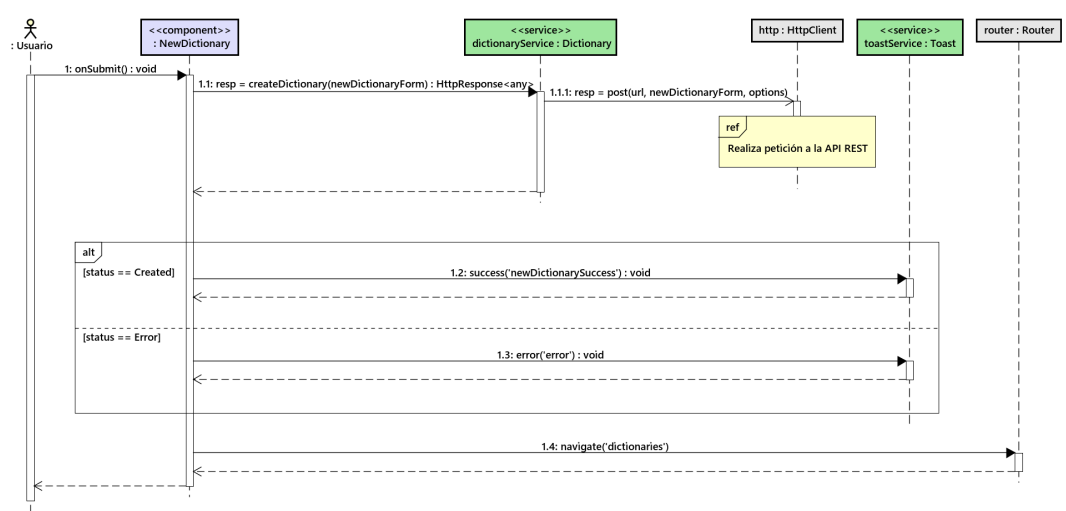 : Usuario
<<component>>
: NewDictionary
<<service>>
dictionaryService : Dictionary
http : HttpClient
<<service>>
toastService : Toast
router : Router
1: onSubmit() : void
1.1: resp = createDictionary(newDictionaryForm) : HttpResponse<any>
1.1.1: resp = post(url, newDictionaryForm, options)
ref
Realiza petición a la API REST
alt
[status == Created]
1.2: success('newDictionarySuccess') : void
[status == Error]
1.3: error('error') : void
1.4: navigate('dictionaries')